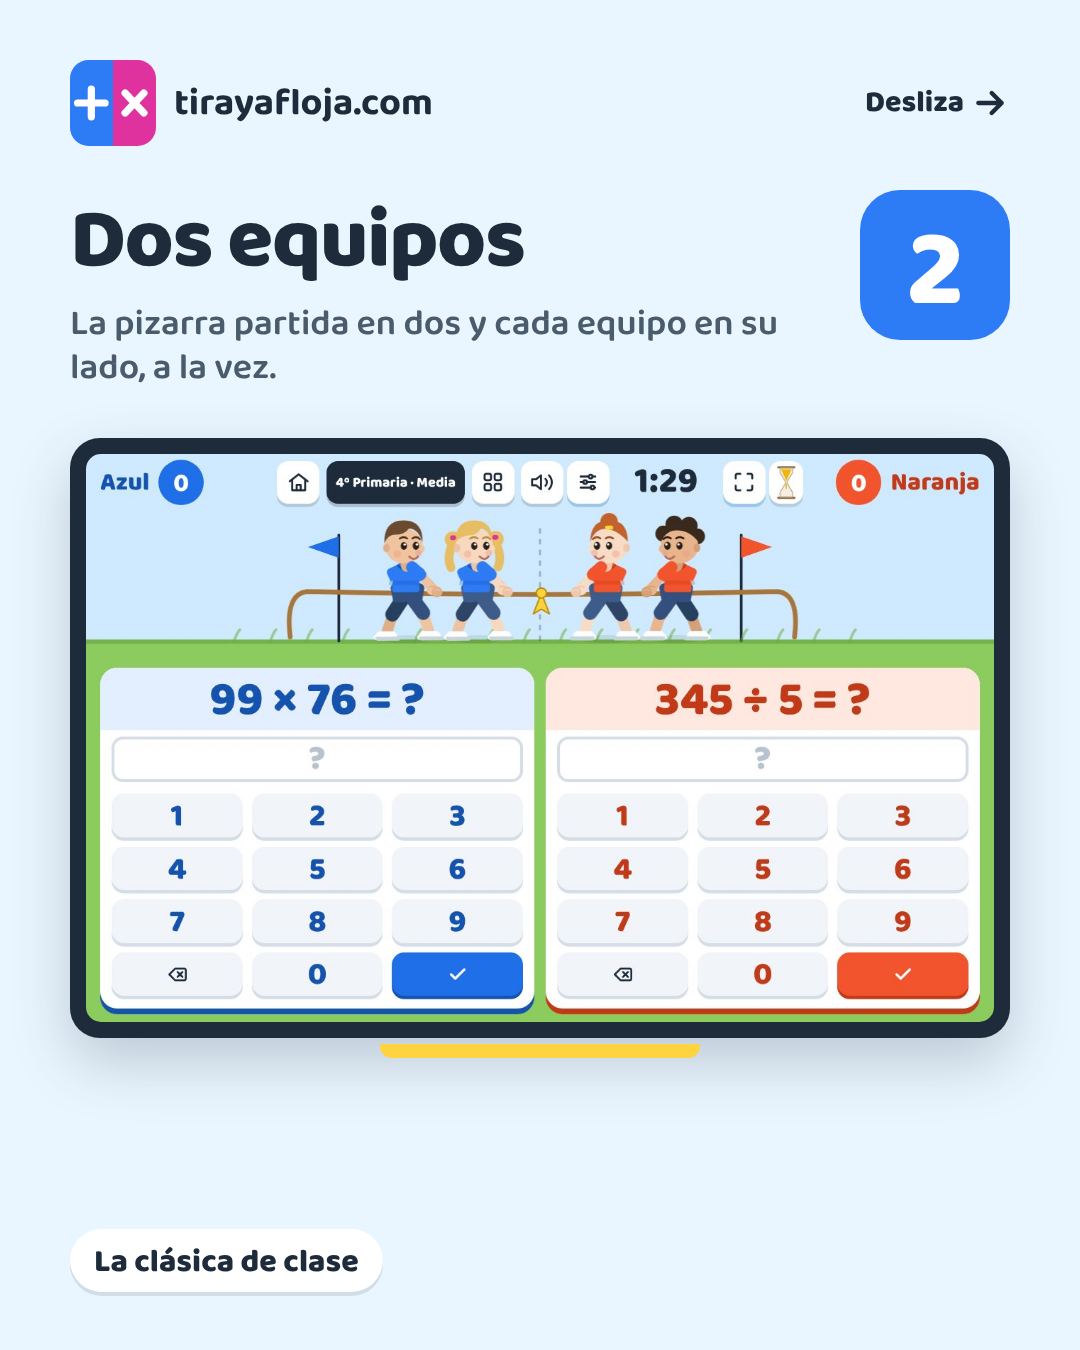 tirayafloja.com
Desliza →
Dos equipos
2
La pizarra partida en dos y cada equipo en su
lado, a la vez.
Azul 0
4º Primaria · Media
1:29
0 Naranja
99 × 76 = ?
?
1 2 3
4 5 6
7 8 9
0
345 ÷ 5 = ?
?
1 2 3
4 5 6
7 8 9
0
La clásica de clase